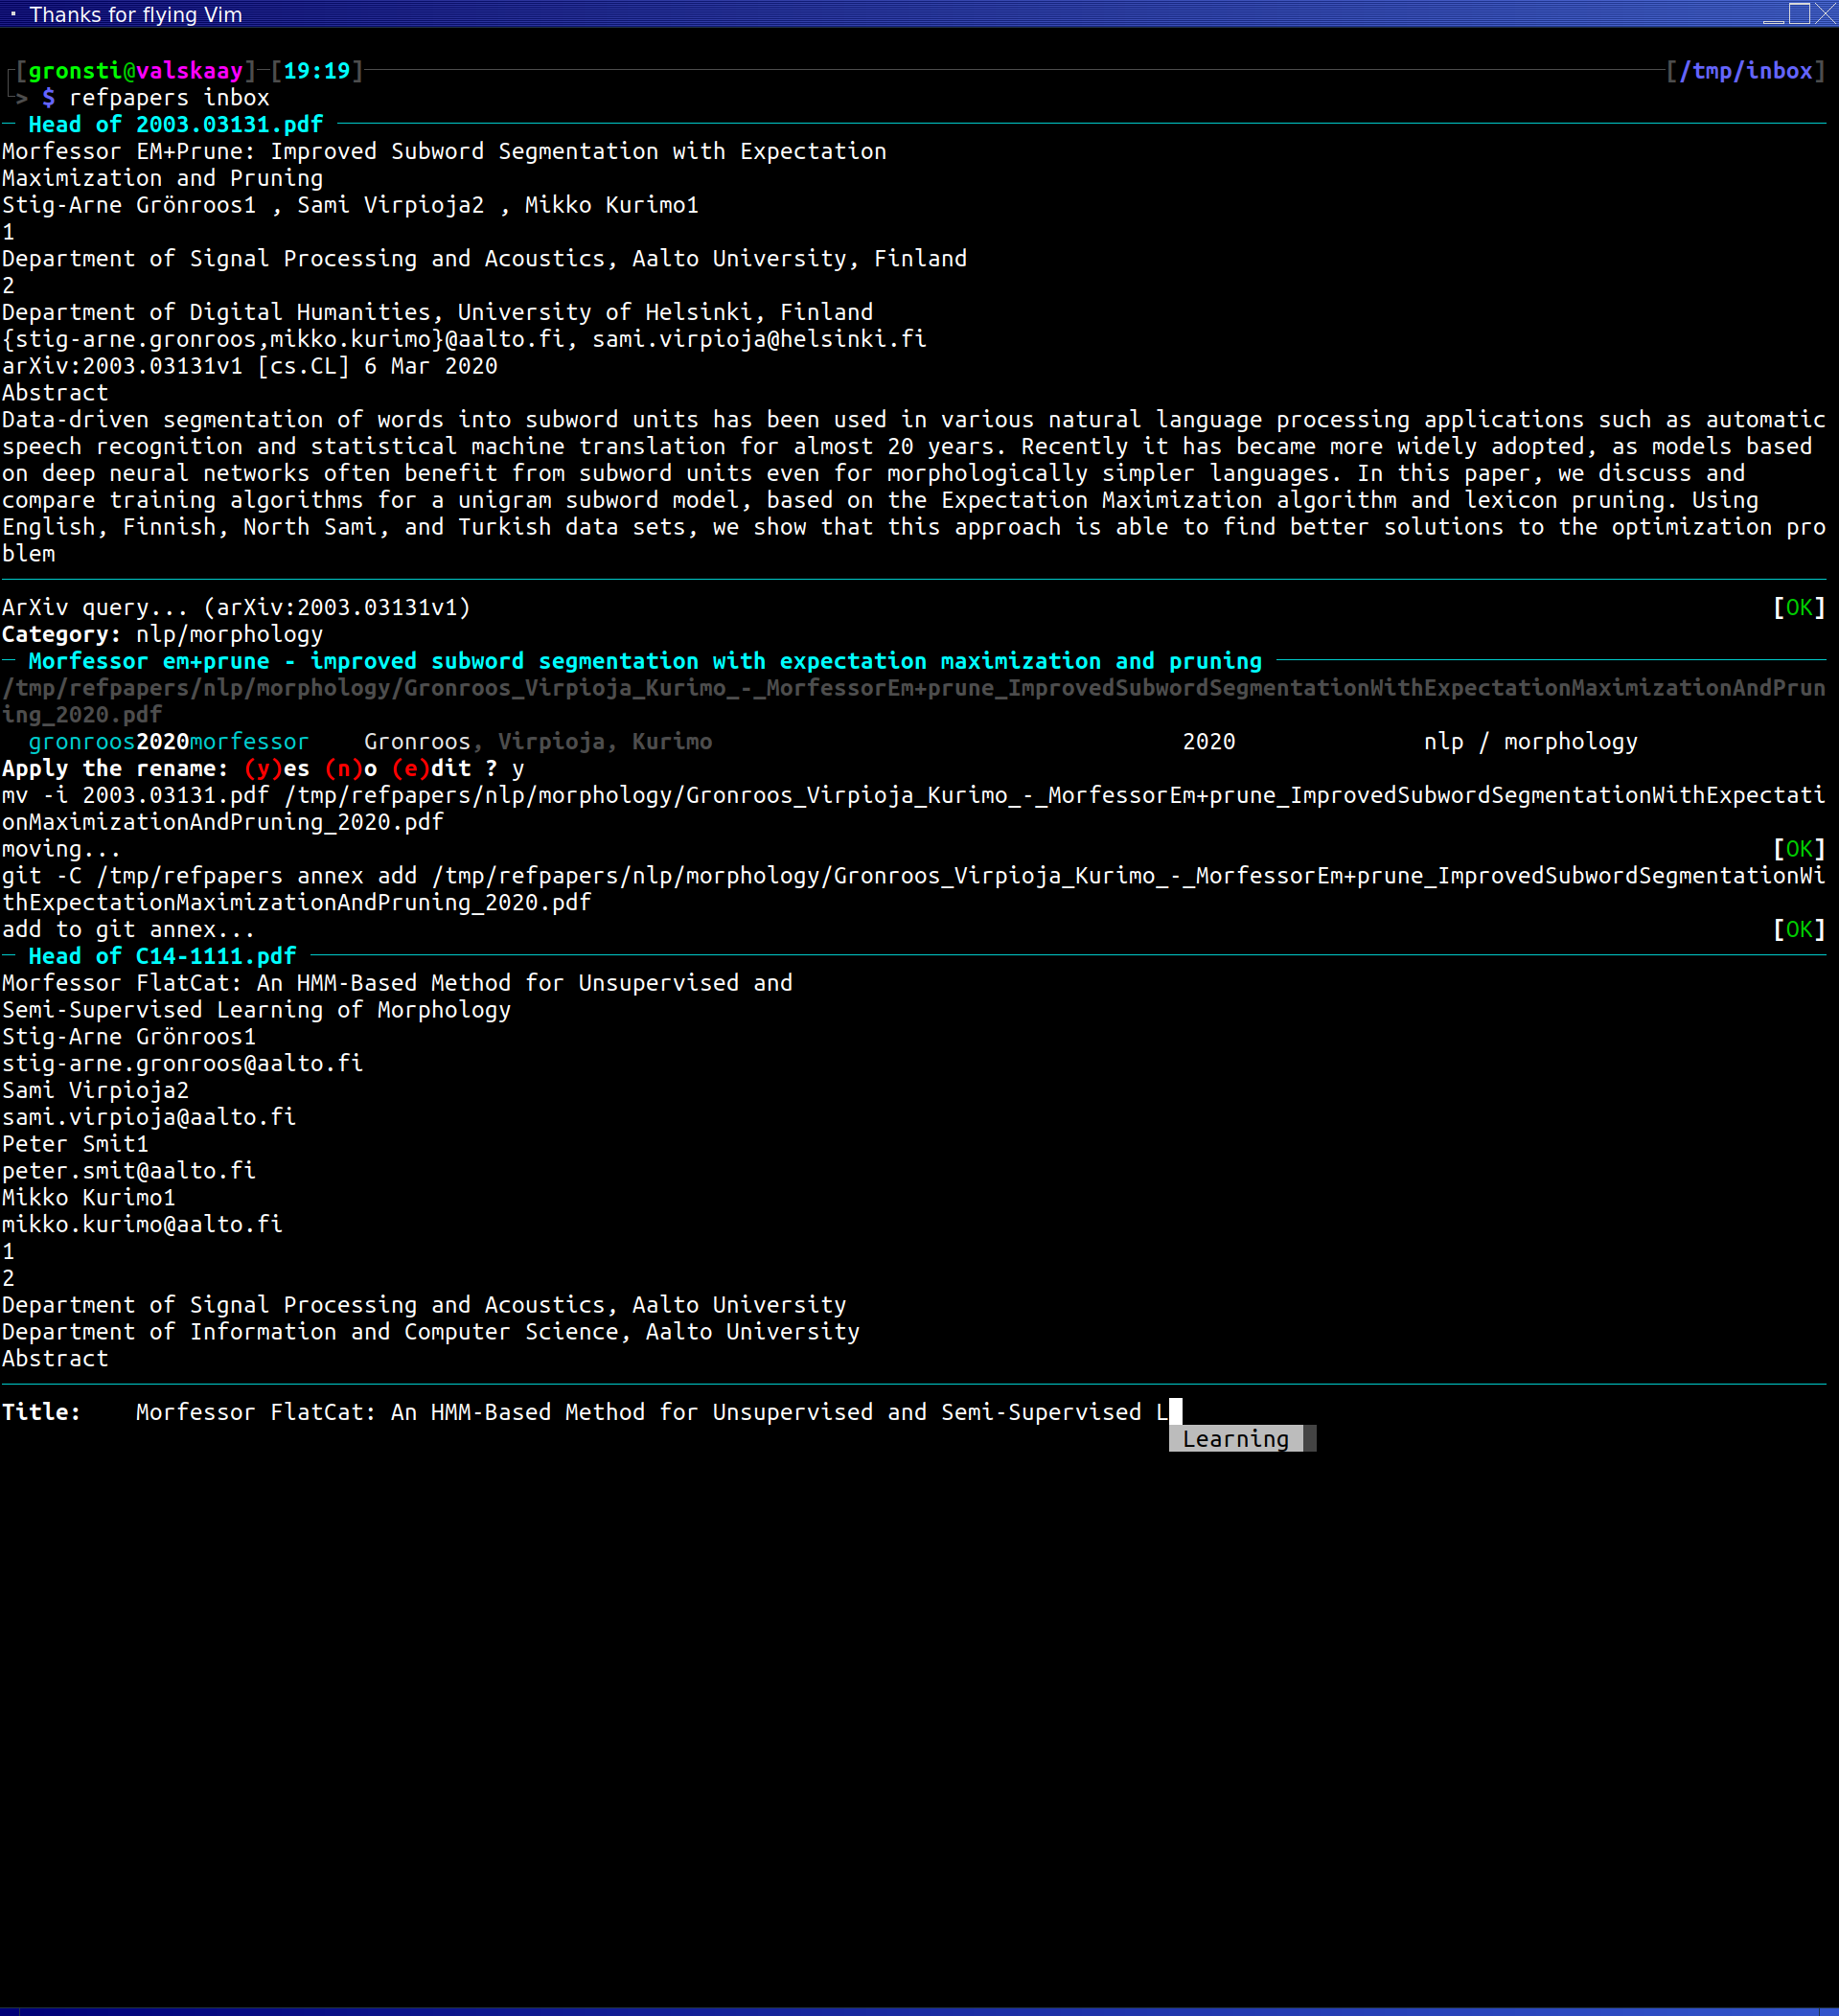 Thanks for flying Vim
[gronsti@valskaay]─[19:19] [/tmp/inbox]
> $ refpapers inbox
─ Head of 2003.03131.pdf
Morfessor EM+Prune: Improved Subword Segmentation with Expectation
Maximization and Pruning
Stig-Arne Grönroos1 , Sami Virpioja2 , Mikko Kurimo1
1
Department of Signal Processing and Acoustics, Aalto University, Finland
2
Department of Digital Humanities, University of Helsinki, Finland
{stig-arne.gronroos,mikko.kurimo}@aalto.fi, sami.virpioja@helsinki.fi
arXiv:2003.03131v1 [cs.CL] 6 Mar 2020
Abstract
Data-driven segmentation of words into subword units has been used in various natural language processing applications such as automatic
speech recognition and statistical machine translation for almost 20 years. Recently it has became more widely adopted, as models based
on deep neural networks often benefit from subword units even for morphologically simpler languages. In this paper, we discuss and
compare training algorithms for a unigram subword model, based on the Expectation Maximization algorithm and lexicon pruning. Using
English, Finnish, North Sami, and Turkish data sets, we show that this approach is able to find better solutions to the optimization pro
blem
ArXiv query... (arXiv:2003.03131v1) [OK]
Category: nlp/morphology
─ Morfessor em+prune - improved subword segmentation with expectation maximization and pruning
/tmp/refpapers/nlp/morphology/Gronroos_Virpioja_Kurimo_-_MorfessorEm+prune_ImprovedSubwordSegmentationWithExpectationMaximizationAndPrun
ing_2020.pdf
gronroos2020morfessor Gronroos, Virpioja, Kurimo 2020 nlp / morphology
Apply the rename: (y)es (n)o (e)dit ? y
mv -i 2003.03131.pdf /tmp/refpapers/nlp/morphology/Gronroos_Virpioja_Kurimo_-_MorfessorEm+prune_ImprovedSubwordSegmentationWithExpectati
onMaximizationAndPruning_2020.pdf
moving... [OK]
git -C /tmp/refpapers annex add /tmp/refpapers/nlp/morphology/Gronroos_Virpioja_Kurimo_-_MorfessorEm+prune_ImprovedSubwordSegmentationWi
thExpectationMaximizationAndPruning_2020.pdf
add to git annex... [OK]
─ Head of C14-1111.pdf
Morfessor FlatCat: An HMM-Based Method for Unsupervised and
Semi-Supervised Learning of Morphology
Stig-Arne Grönroos1
stig-arne.gronroos@aalto.fi
Sami Virpioja2
sami.virpioja@aalto.fi
Peter Smit1
peter.smit@aalto.fi
Mikko Kurimo1
mikko.kurimo@aalto.fi
1
2
Department of Signal Processing and Acoustics, Aalto University
Department of Information and Computer Science, Aalto University
Abstract
Title: Morfessor FlatCat: An HMM-Based Method for Unsupervised and Semi-Supervised L
Learning